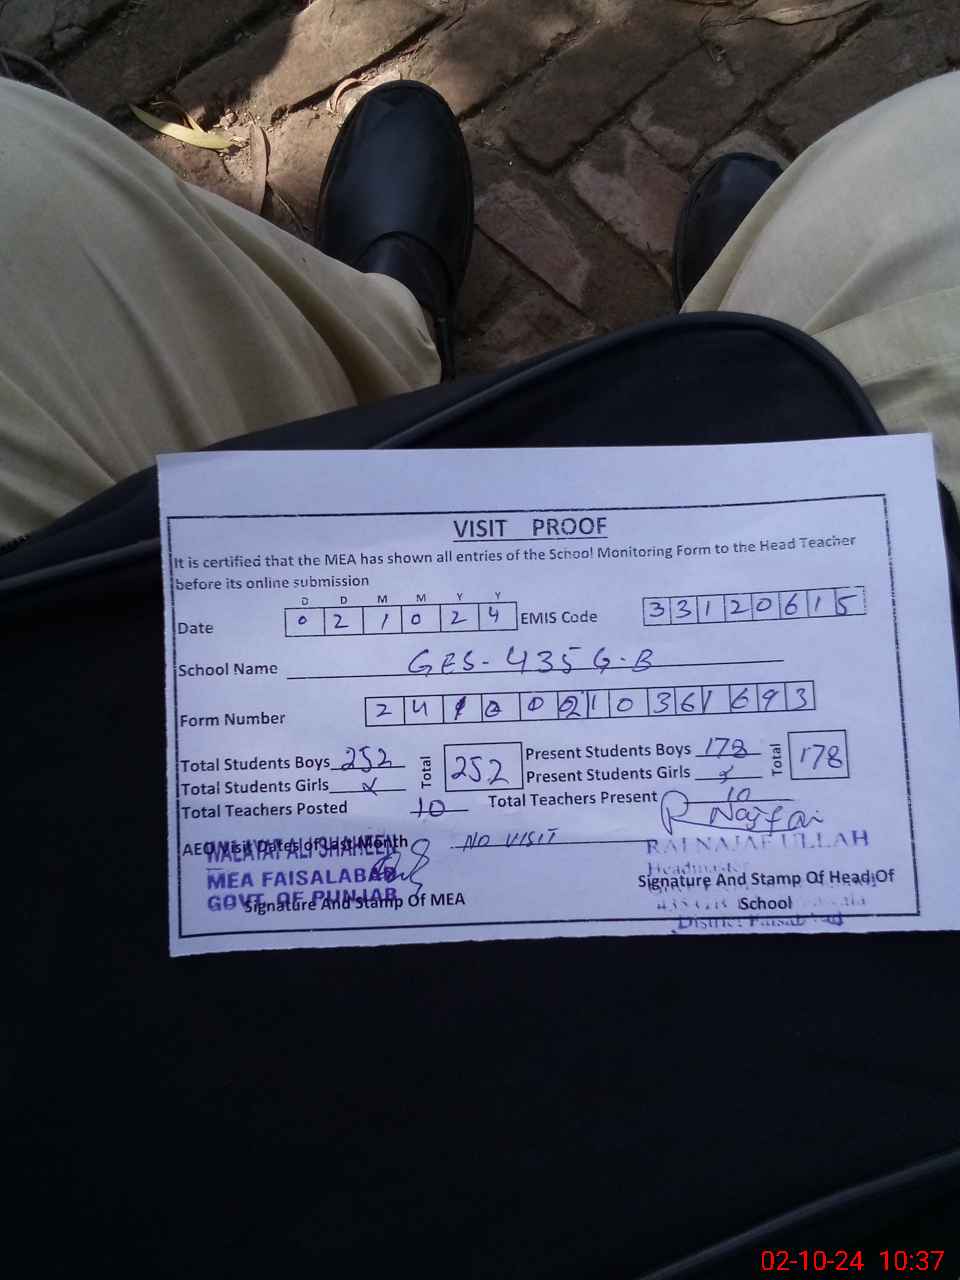 VISIT PROOF
It is certified that the MEA has shown all entries of the School Monitoring Form to the Head Teacher
before its online submission
D D M M Y Y
Date 0 2 1 0 2 4 EMIS Code 3 3 1 2 0 6 1 5
School Name GES-435 G.B
Form Number 2 4 1 0 0 2 1 0 3 6 1 6 9 3
Total Students Boys 252 Total 252 Present Students Boys 178 Total 178
Total Students Girls x Present Students Girls x
Total Teachers Posted 10 Total Teachers Present 10
R Najfai
AEO Visit Dates of Last Month NO VISIT
WALAYAT ALI SHAHEEN
MEA FAISALABAD
GOVT. OF PUNJAB
Signature And Stamp Of MEA
RAI NAJAF ULLAH
Headmaster
Signature And Stamp Of Head Of
School
District Faisalabad
02-10-24 10:37